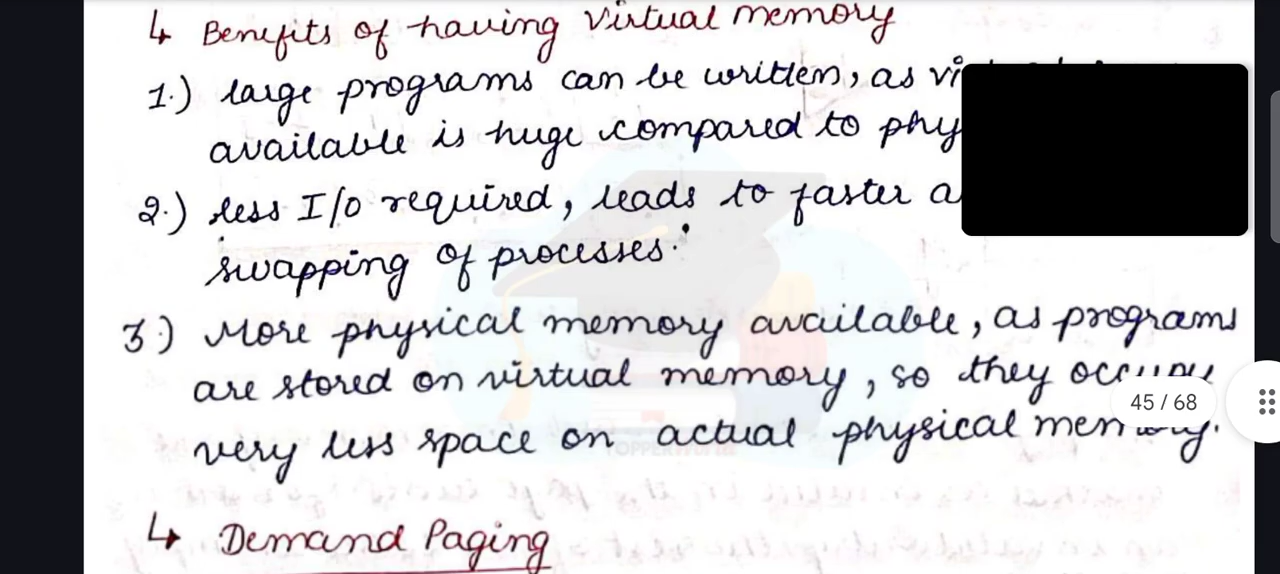 ↳ Benefits of having Virtual memory
1.) large programs can be written, as
available is huge compared to
2.) less I/O required, leads to faster
swapping of processes.
3.) More physical memory available, as programs
are stored on virtual memory, so they occupy
45 / 68
very less space on actual physical memory.
↳ Demand Paging